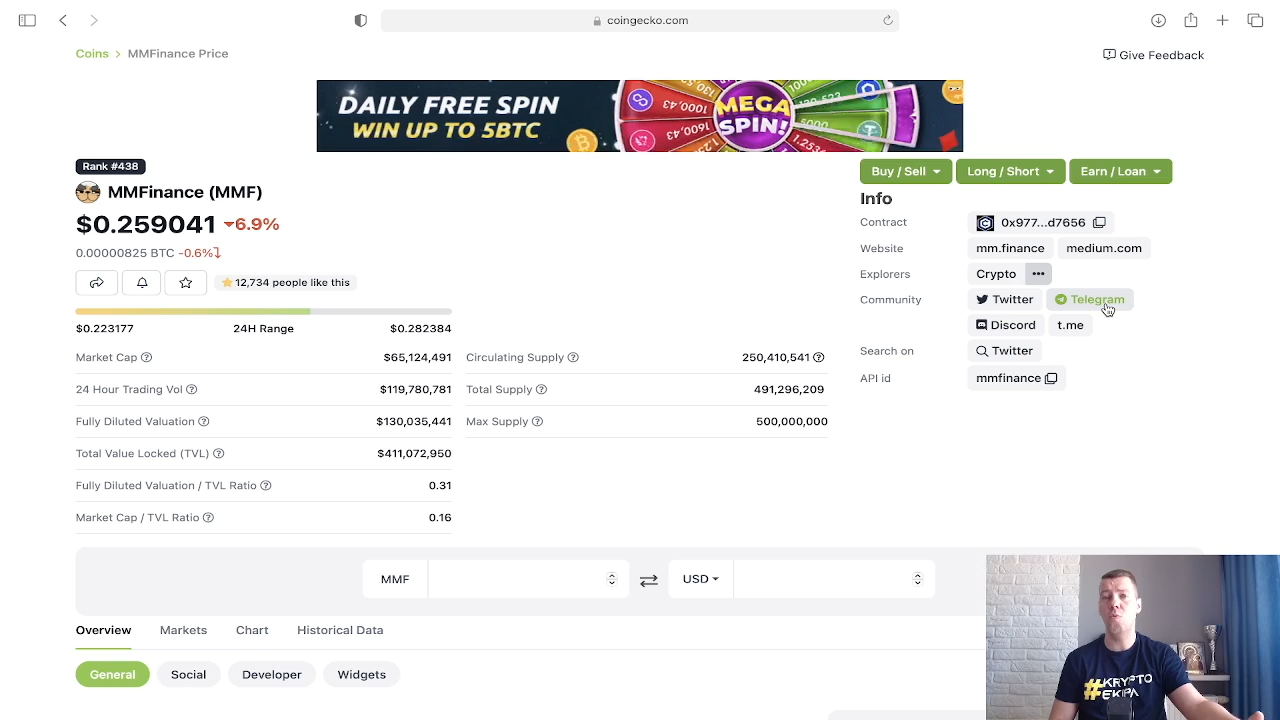 coingecko.com
Coins > MMFinance Price
Give Feedback
DAILY FREE SPIN
WIN UP TO 5BTC
MEGA
SPIN!
Rank #438
MMFinance (MMF)
$0.259041 6.9%
0.00000825 BTC -0.6%
12,734 people like this
$0.223177 24H Range $0.282384
Market Cap $65,124,491
24 Hour Trading Vol $119,780,781
Fully Diluted Valuation $130,035,441
Total Value Locked (TVL) $411,072,950
Fully Diluted Valuation / TVL Ratio 0.31
Market Cap / TVL Ratio 0.16
Circulating Supply 250,410,541
Total Supply 491,296,209
Max Supply 500,000,000
Buy / Sell Long / Short Earn / Loan
Info
Contract 0x977...d7656
Website mm.finance medium.com
Explorers Crypto •••
Community Twitter Telegram
Discord t.me
Search on Twitter
API id mmfinance
MMF USD
Overview Markets Chart Historical Data
General Social Developer Widgets
#KRYPTO
EKIPA